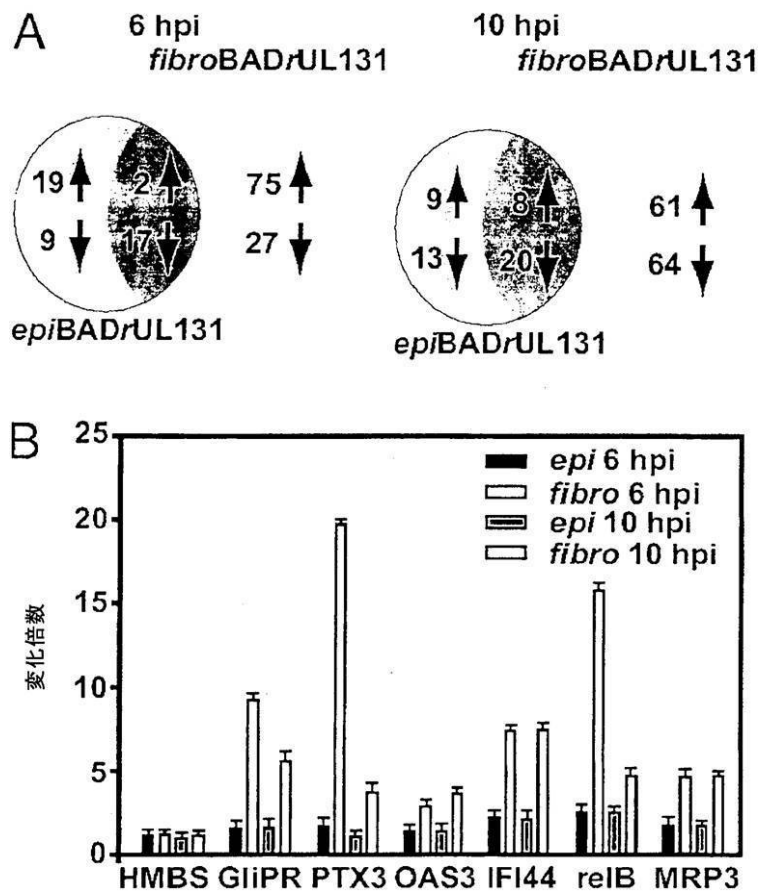 A
6 hpi
fibroBADrUL131
10 hpi
fibroBADrUL131
19
2
75
9
17
27
epiBADrUL131
9
8
61
13
20
64
epiBADrUL131
B
25
20
15
10
5
0
変化倍数
epi 6 hpi
fibro 6 hpi
epi 10 hpi
fibro 10 hpi
HMBS GliPR PTX3 OAS3 IFI44 relB MRP3